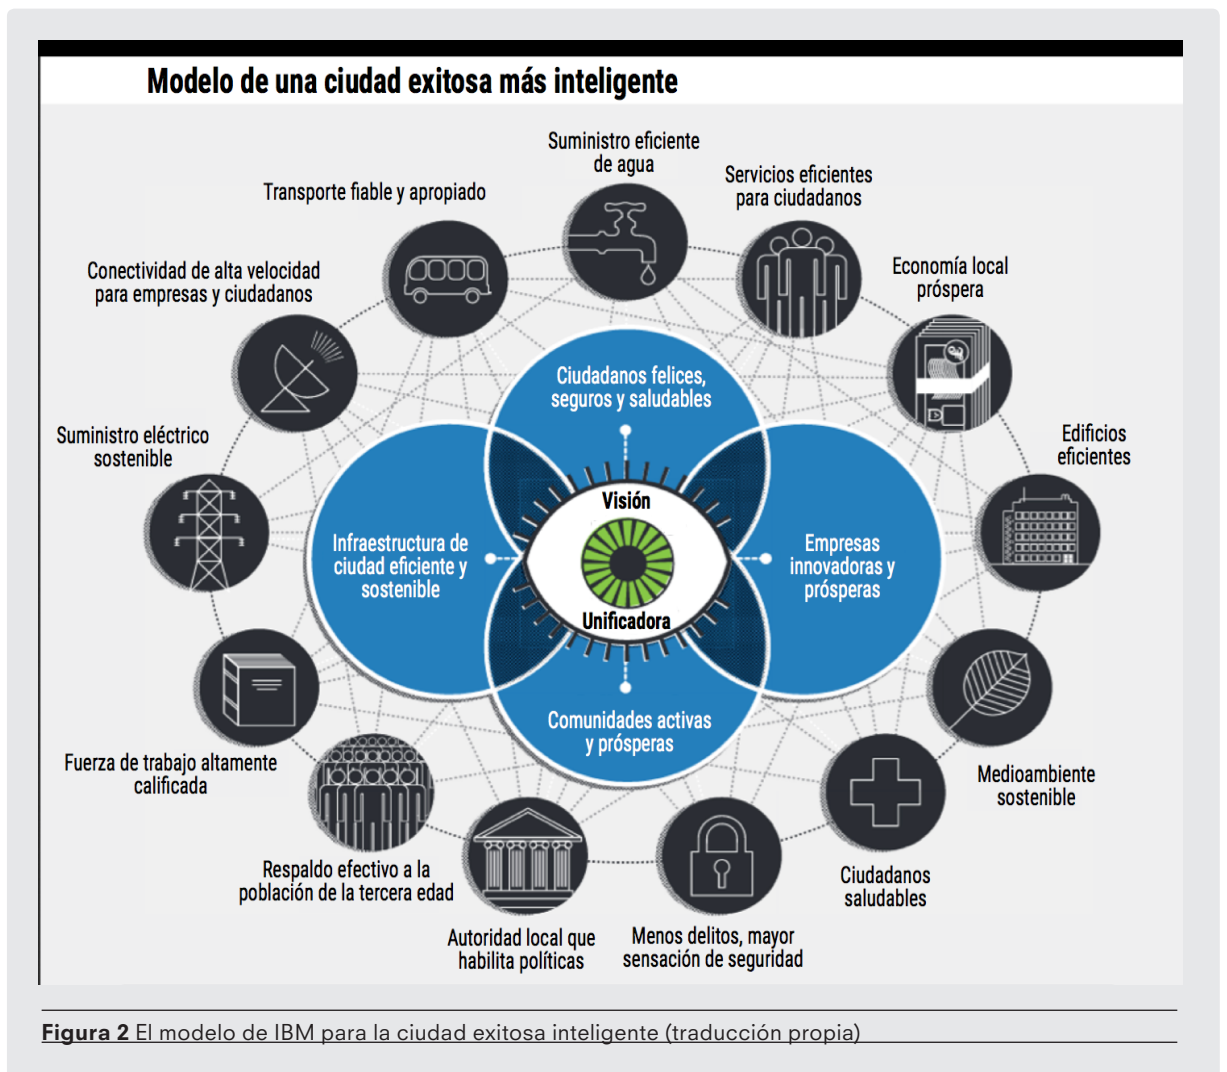 Modelo de una ciudad exitosa más inteligente
Suministro eficiente
de agua
Servicios eficientes
para ciudadanos
Transporte fiable y apropiado
Economía local
próspera
Conectividad de alta velocidad
para empresas y ciudadanos
Ciudadanos felices,
seguros y saludables
Edificios
eficientes
Suministro eléctrico
sostenible
Visión
Infraestructura de
ciudad eficiente y
sostenible
Empresas
innovadoras y
prósperas
Unificadora
Comunidades activas
y prósperas
Fuerza de trabajo altamente
calificada
Medioambiente
sostenible
Respaldo efectivo a la
población de la tercera edad
Ciudadanos
saludables
Autoridad local que
habilita políticas
Menos delitos, mayor
sensación de seguridad
Figura 2 El modelo de IBM para la ciudad exitosa inteligente (traducción propia)